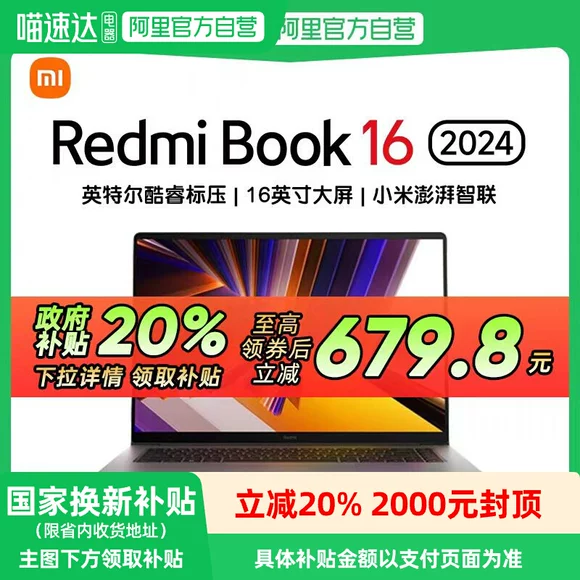 喵速达电器 阿里官方自营 阿里官方自营
mi
Redmi Book 16 2024
英特尔酷睿标压 | 16英寸大屏 | 小米澎湃智联
政府补贴 20% 至高领券后立减 679.8元
下拉详情 领取补贴
Redmi
国家换新补贴
(限省内收货地址)
主图下方领取补贴
立减20% 2000元封顶
具体补贴金额以支付页面为准